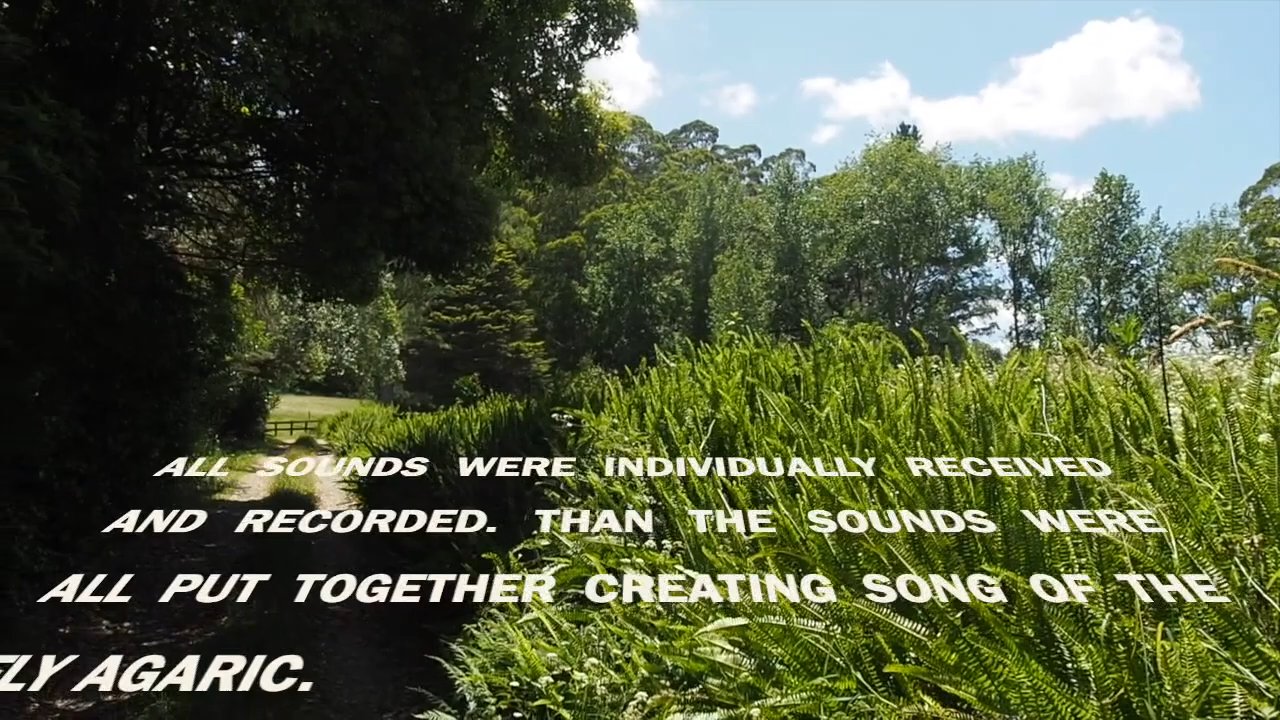 ALL SOUNDS WERE INDIVIDUALLY RECEIVED
AND RECORDED. THAN THE SOUNDS WERE
ALL PUT TOGETHER CREATING SONG OF THE
FLY AGARIC.